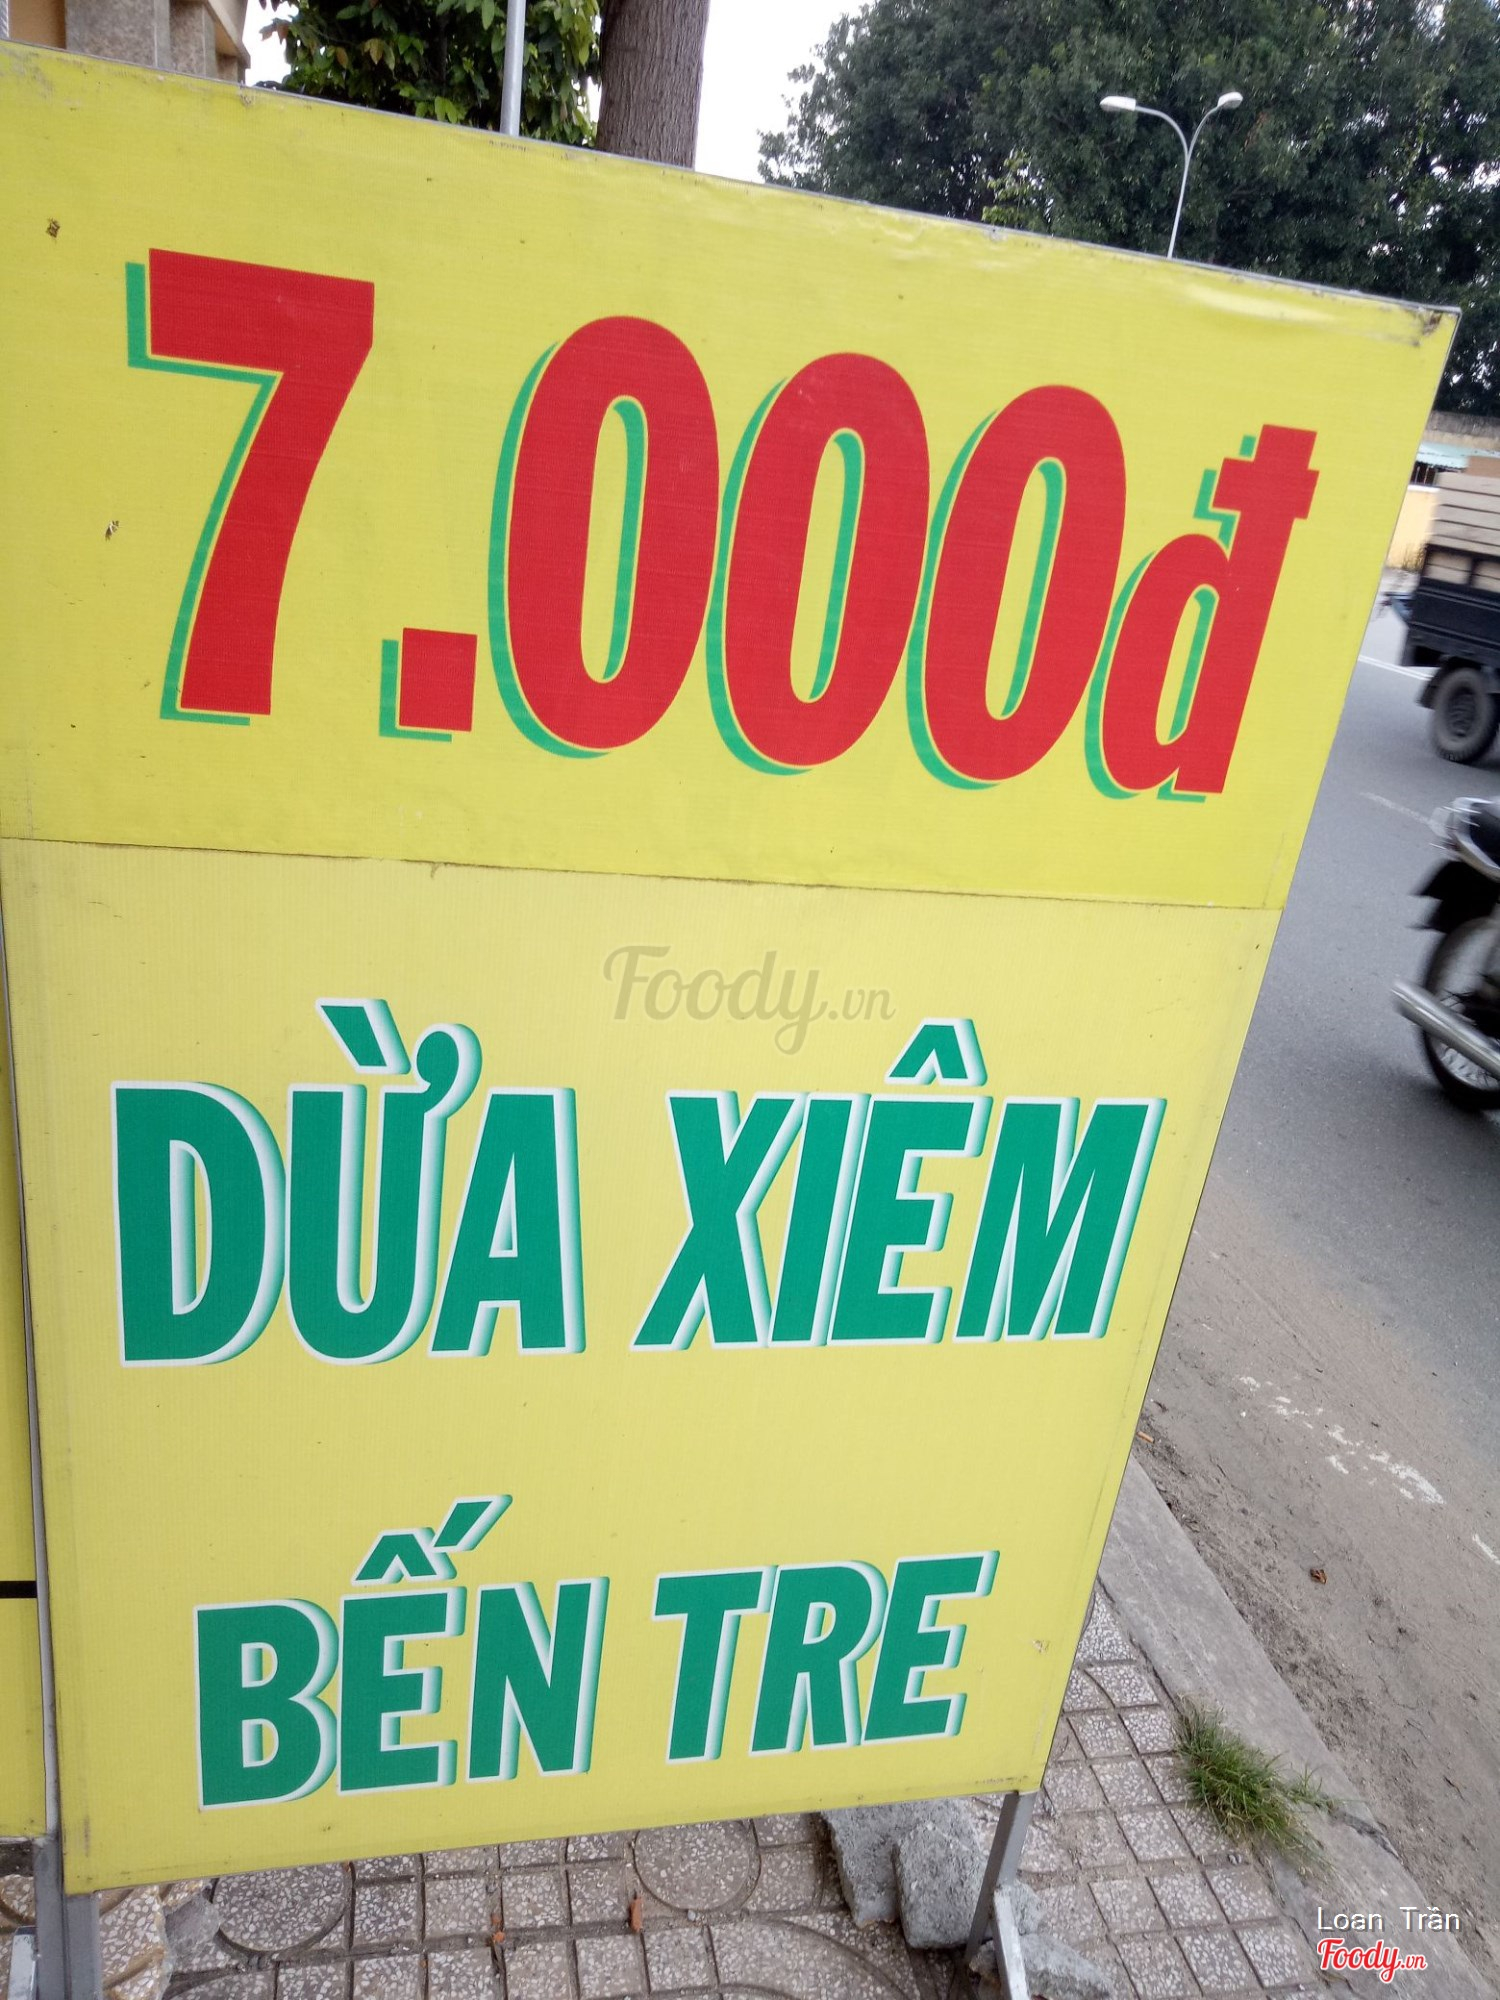 7.000đ
Foody.vn
DỪA XIÊM
BẾN TRE
Loan Trần
Foody.vn